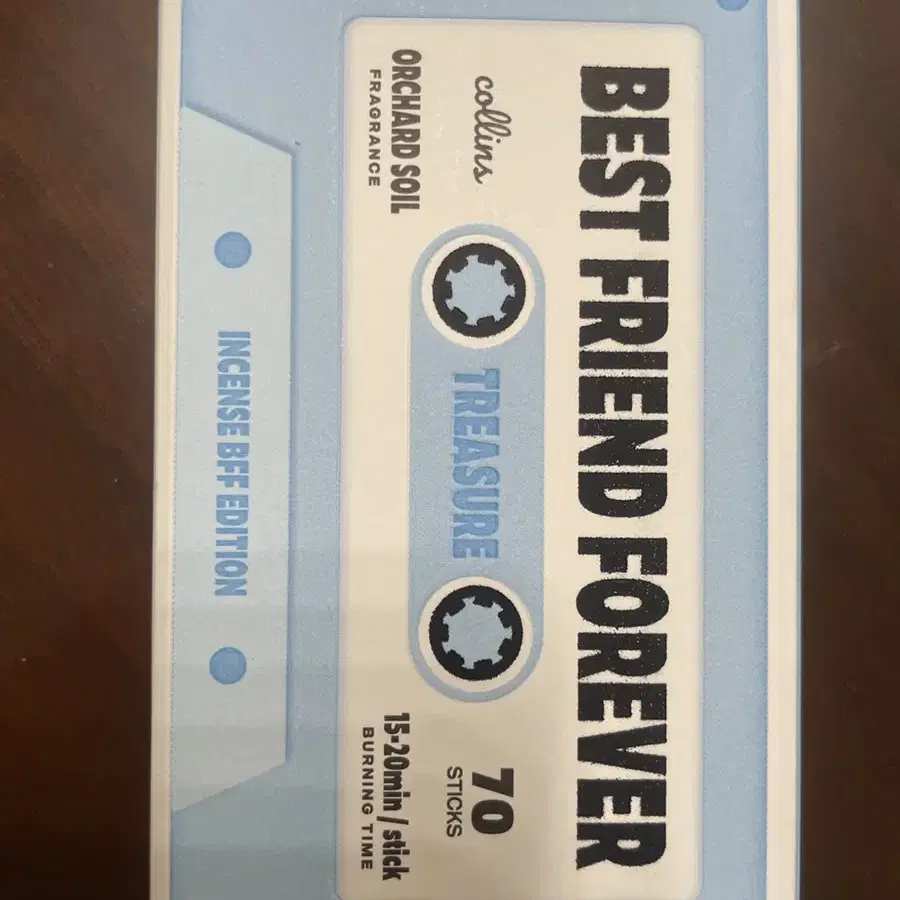 BEST FRIEND FOREVER
collins
ORCHARD SOIL
FRAGRANCE
TREASURE
70
STICKS
15-20min / stick
BURNING TIME
INCENSE BFF EDITION